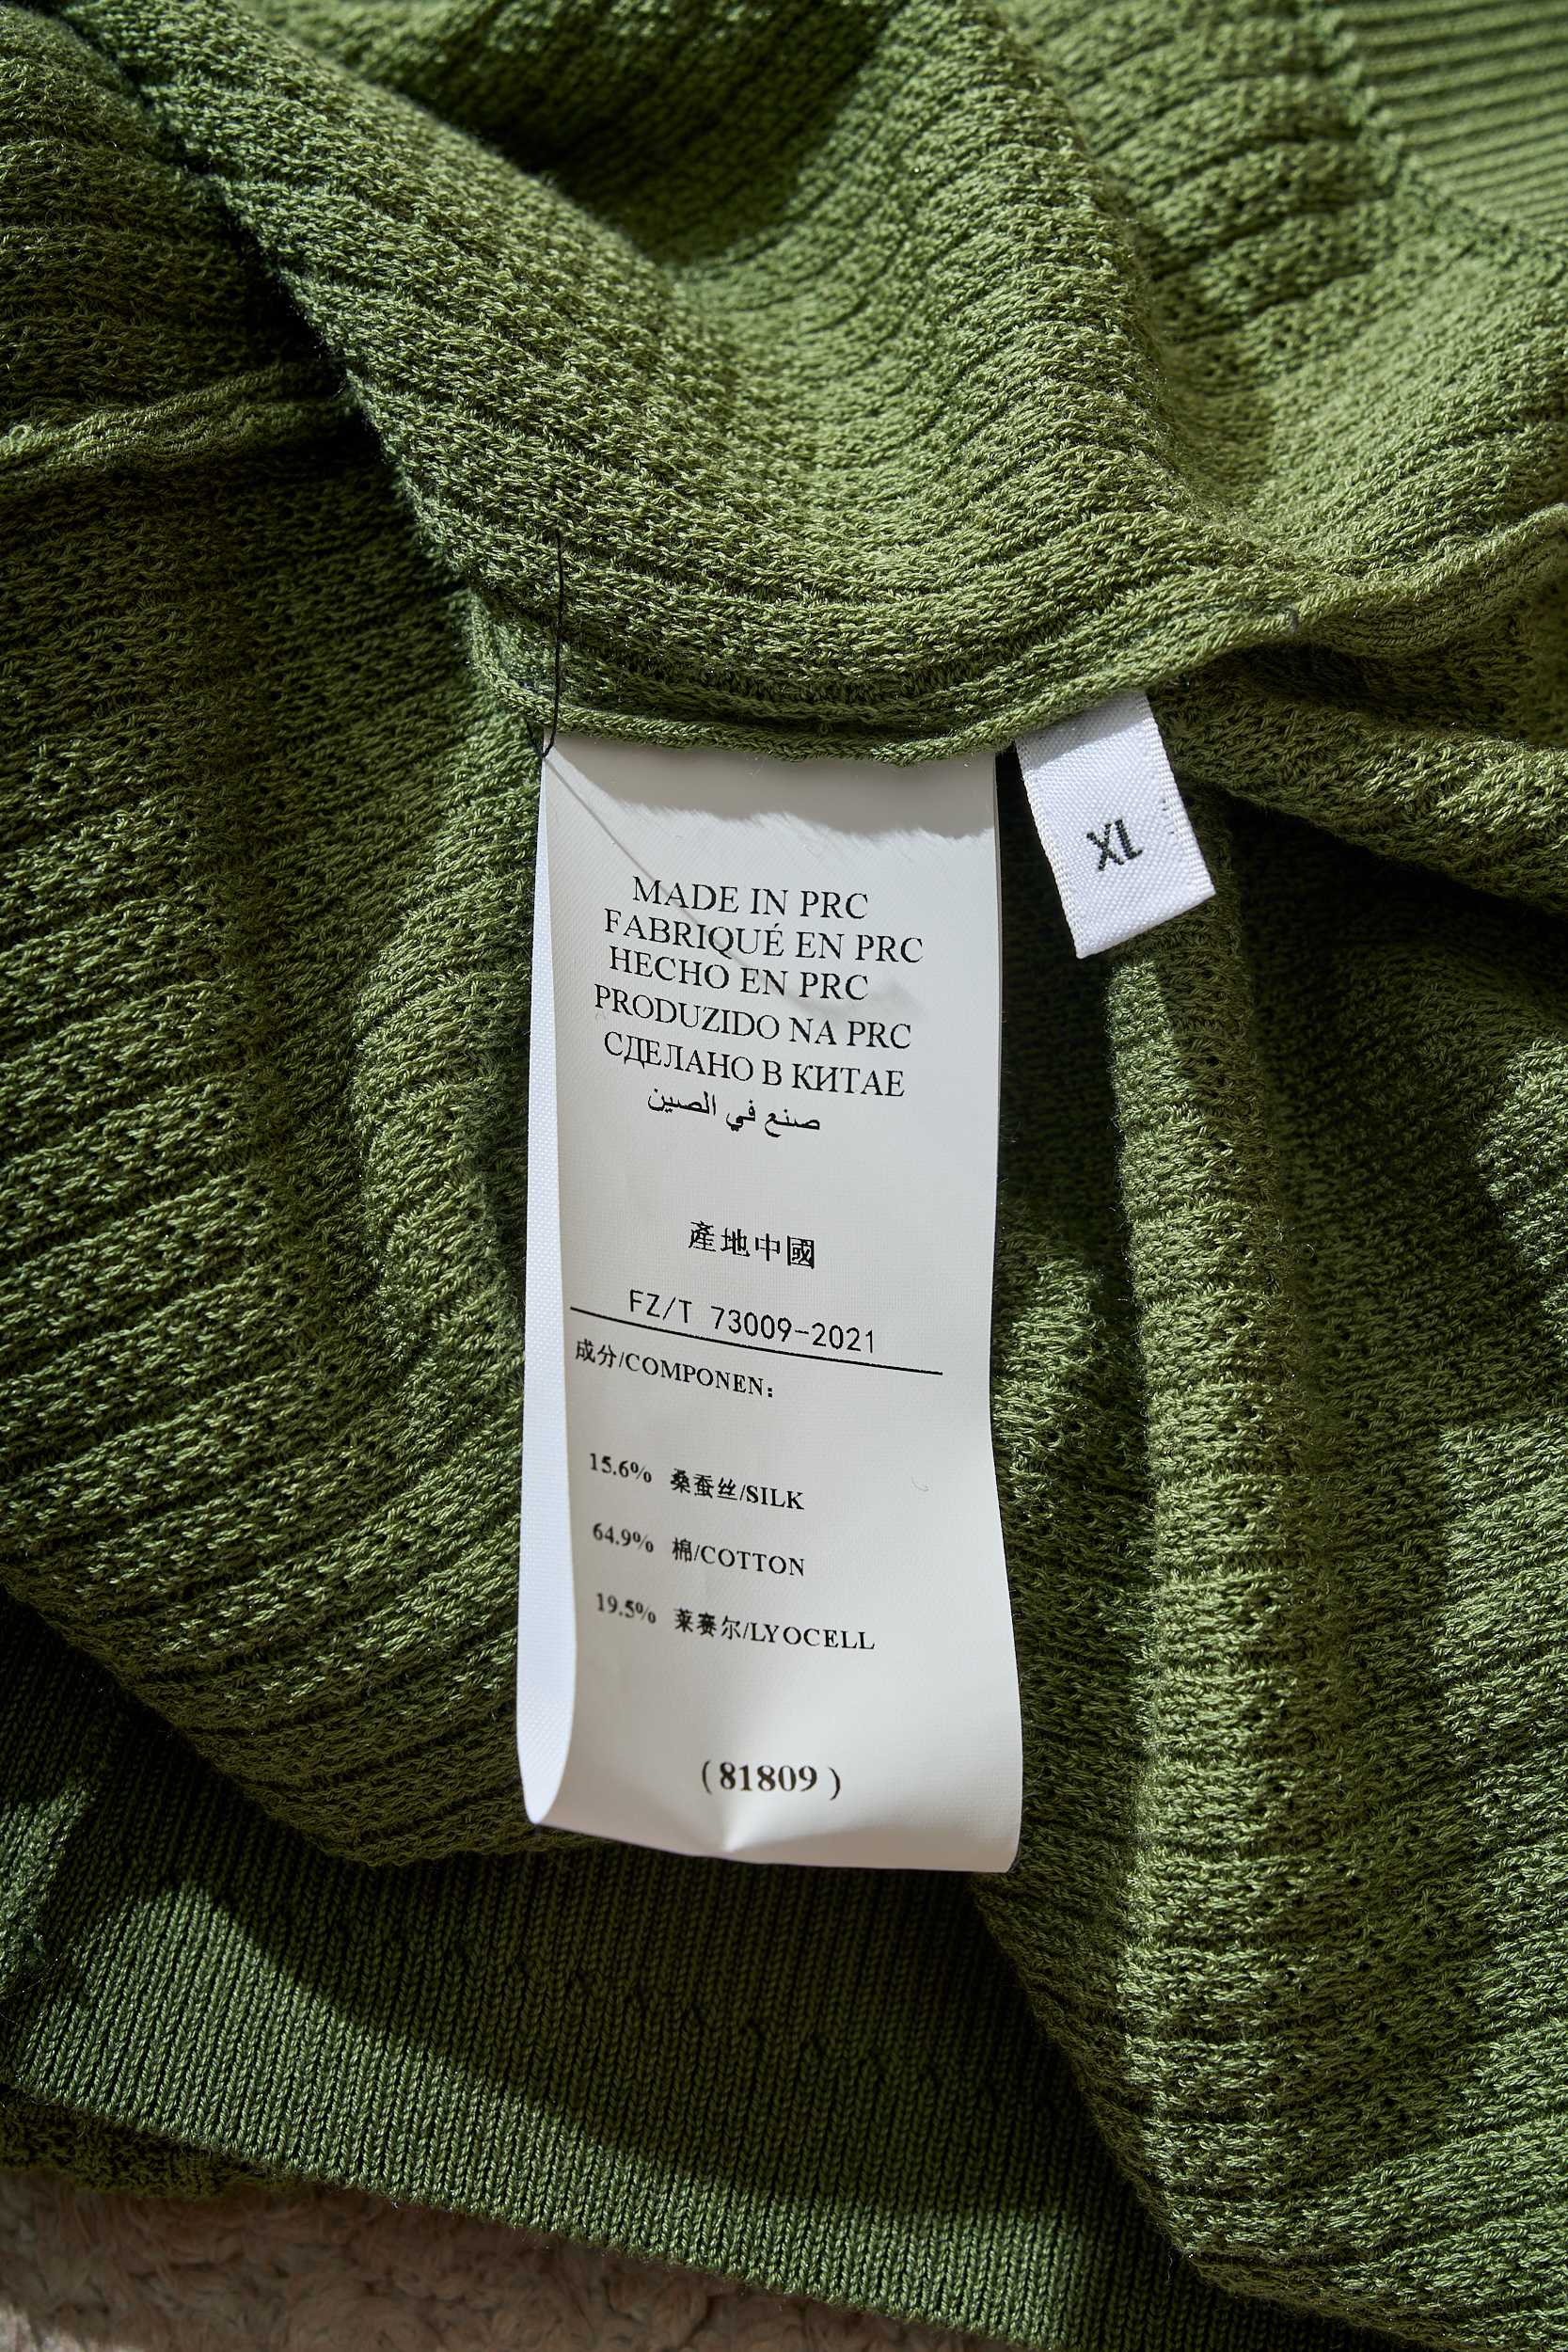 MADE IN PRC
FABRIQUÉ EN PRC
HECHO EN PRC
PRODUZIDO NA PRC
СДЕЛАНО В КИТАЕ
صنع في الصين
產地中國
FZ/T 73009-2021
成分/COMPONEN:
15.6% 桑蚕丝/SILK
64.9% 棉/COTTON
19.5% 莱赛尔/LYOCELL
(81809)
XL